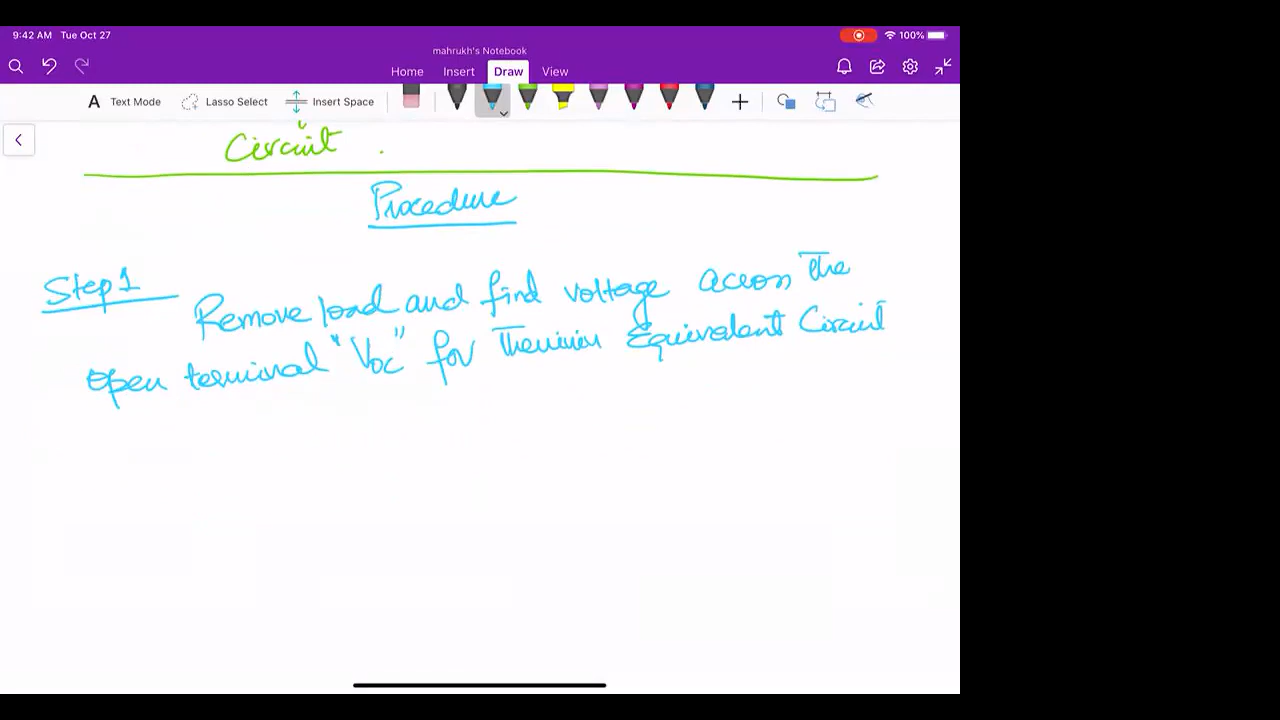 9:42 AM Tue Oct 27
100%
mahrukh's Notebook
Home Insert Draw View
A Text Mode Lasso Select Insert Space
Circuit .
Procedure
Step 1
Remove load and find voltage across the
open terminal "Voc" for Thevinin Equivalent Circuit